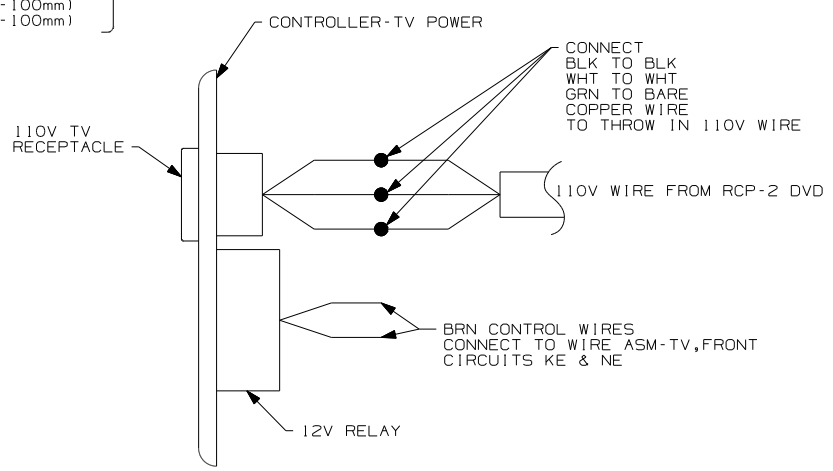 -100mm)
-100mm)
CONTROLLER-TV POWER
CONNECT
BLK TO BLK
WHT TO WHT
GRN TO BARE
COPPER WIRE
TO THROW IN 110V WIRE
110V TV
RECEPTACLE
110V WIRE FROM RCP-2 DVD
BRN CONTROL WIRES
CONNECT TO WIRE ASM-TV,FRONT
CIRCUITS KE & NE
12V RELAY